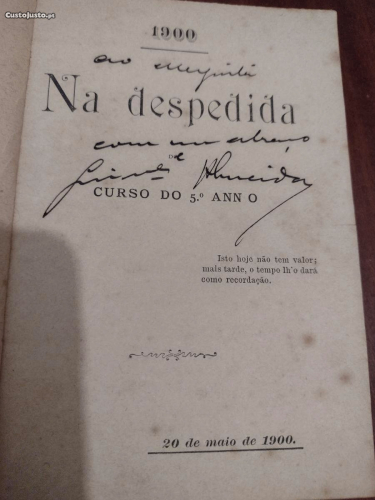 CustoJusto.pt
1900
ao
Na despedida
com um abraço
DO
Almeida
CURSO DO 5.º ANNO
Isto hoje não tem valor;
mais tarde, o tempo lh'o dará
como recordação.
20 de maio de 1900.